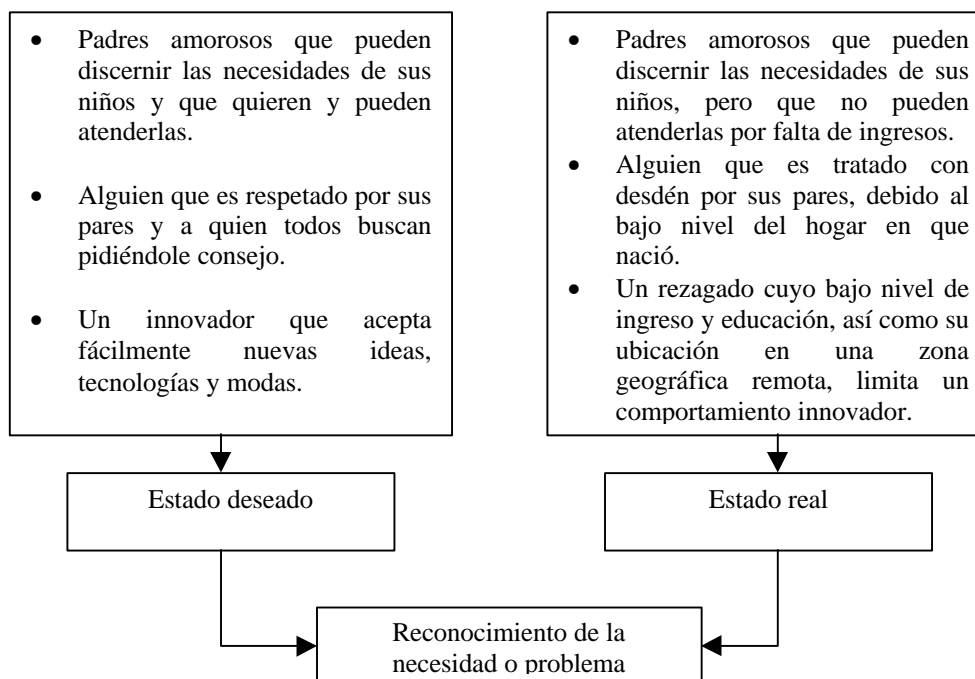 • Padres amorosos que pueden
discernir las necesidades de sus
niños y que quieren y pueden
atenderlas.
• Alguien que es respetado por sus
pares y a quien todos buscan
pidiéndole consejo.
• Un innovador que acepta
fácilmente nuevas ideas,
tecnologías y modas.
• Padres amorosos que pueden
discernir las necesidades de sus
niños, pero que no pueden
atenderlas por falta de ingresos.
• Alguien que es tratado con
desdén por sus pares, debido al
bajo nivel del hogar en que
nació.
• Un rezagado cuyo bajo nivel de
ingreso y educación, así como su
ubicación en una zona
geográfica remota, limita un
comportamiento innovador.
Estado deseado
Estado real
Reconocimiento de la
necesidad o problema